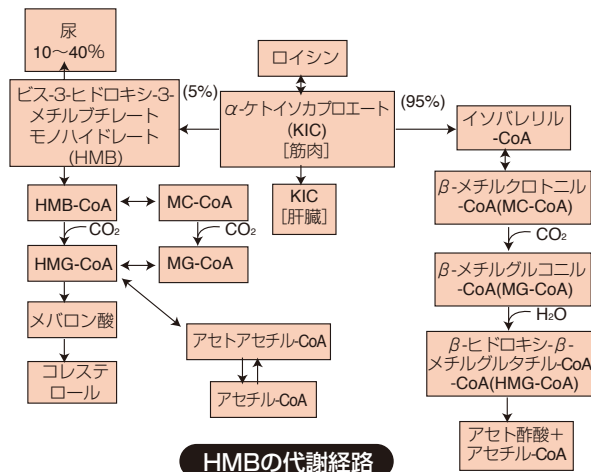 尿
10～40%
ビス-3-ヒドロキシ-3-
メチルブチレート
モノハイドレート
(HMB)
(5%)
ロイシン
α-ケトイソカプロエート
(KIC)
[筋肉]
(95%)
イソバレリル
-CoA
KIC
[肝臓]
HMB-CoA
MC-CoA
CO₂
CO₂
HMG-CoA
MG-CoA
メバロン酸
コレステ
ロール
アセトアセチル-CoA
アセチル-CoA
β-メチルクロトニル
-CoA(MC-CoA)
CO₂
β-メチルグルコニル
-CoA(MG-CoA)
H₂O
β-ヒドロキシ-β-
メチルグルタチル-CoA
-CoA(HMG-CoA)
アセト酢酸＋
アセチル-CoA
HMBの代謝経路